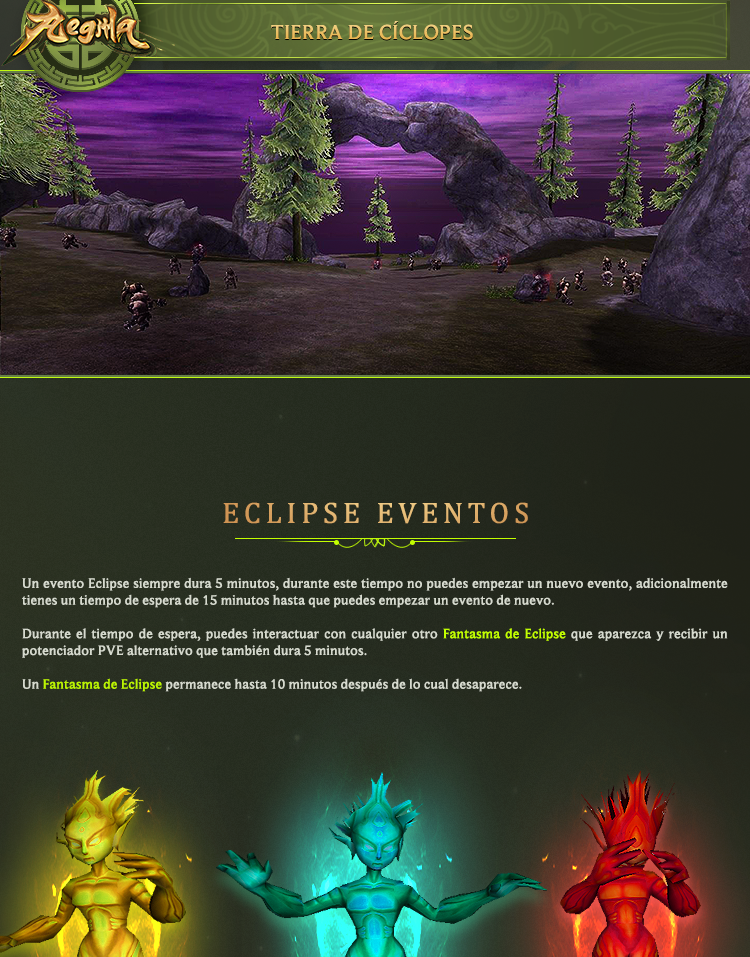 Aegira
TIERRA DE CÍCLOPES
ECLIPSE EVENTOS
Un evento Eclipse siempre dura 5 minutos, durante este tiempo no puedes empezar un nuevo evento, adicionalmente
tienes un tiempo de espera de 15 minutos hasta que puedes empezar un evento de nuevo.
Durante el tiempo de espera, puedes interactuar con cualquier otro Fantasma de Eclipse que aparezca y recibir un
potenciador PVE alternativo que también dura 5 minutos.
Un Fantasma de Eclipse permanece hasta 10 minutos después de lo cual desaparece.